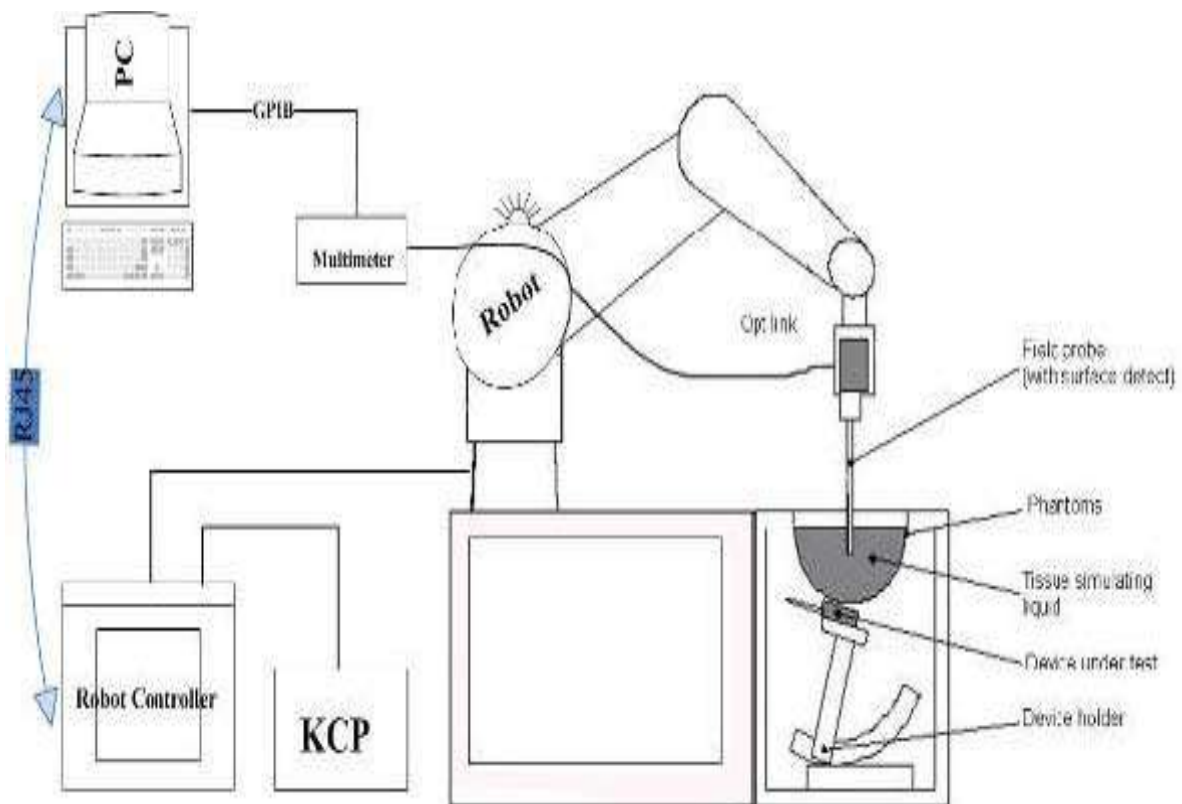 PC
GPIB
Multimeter
Robot
Opt link
Field probe
(with surface detect)
RJ45
Phantoms
Tissue simulating
liquid
Device under test
Device holder
Robot Controller
KCP